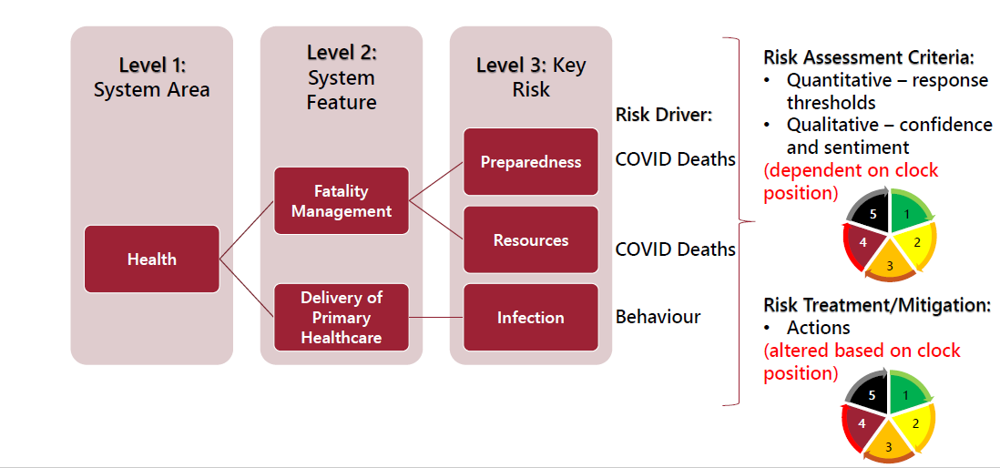 Level 1:
System Area
Level 2:
System
Feature
Level 3: Key
Risk
Health
Fatality
Management
Delivery of
Primary
Healthcare
Preparedness
Resources
Infection
Risk Driver:
COVID Deaths
COVID Deaths
Behaviour
Risk Assessment Criteria:
• Quantitative – response
thresholds
• Qualitative – confidence
and sentiment
(dependent on clock
position)
5
1
4
2
3
Risk Treatment/Mitigation:
• Actions
(altered based on clock
position)
5
1
4
2
3